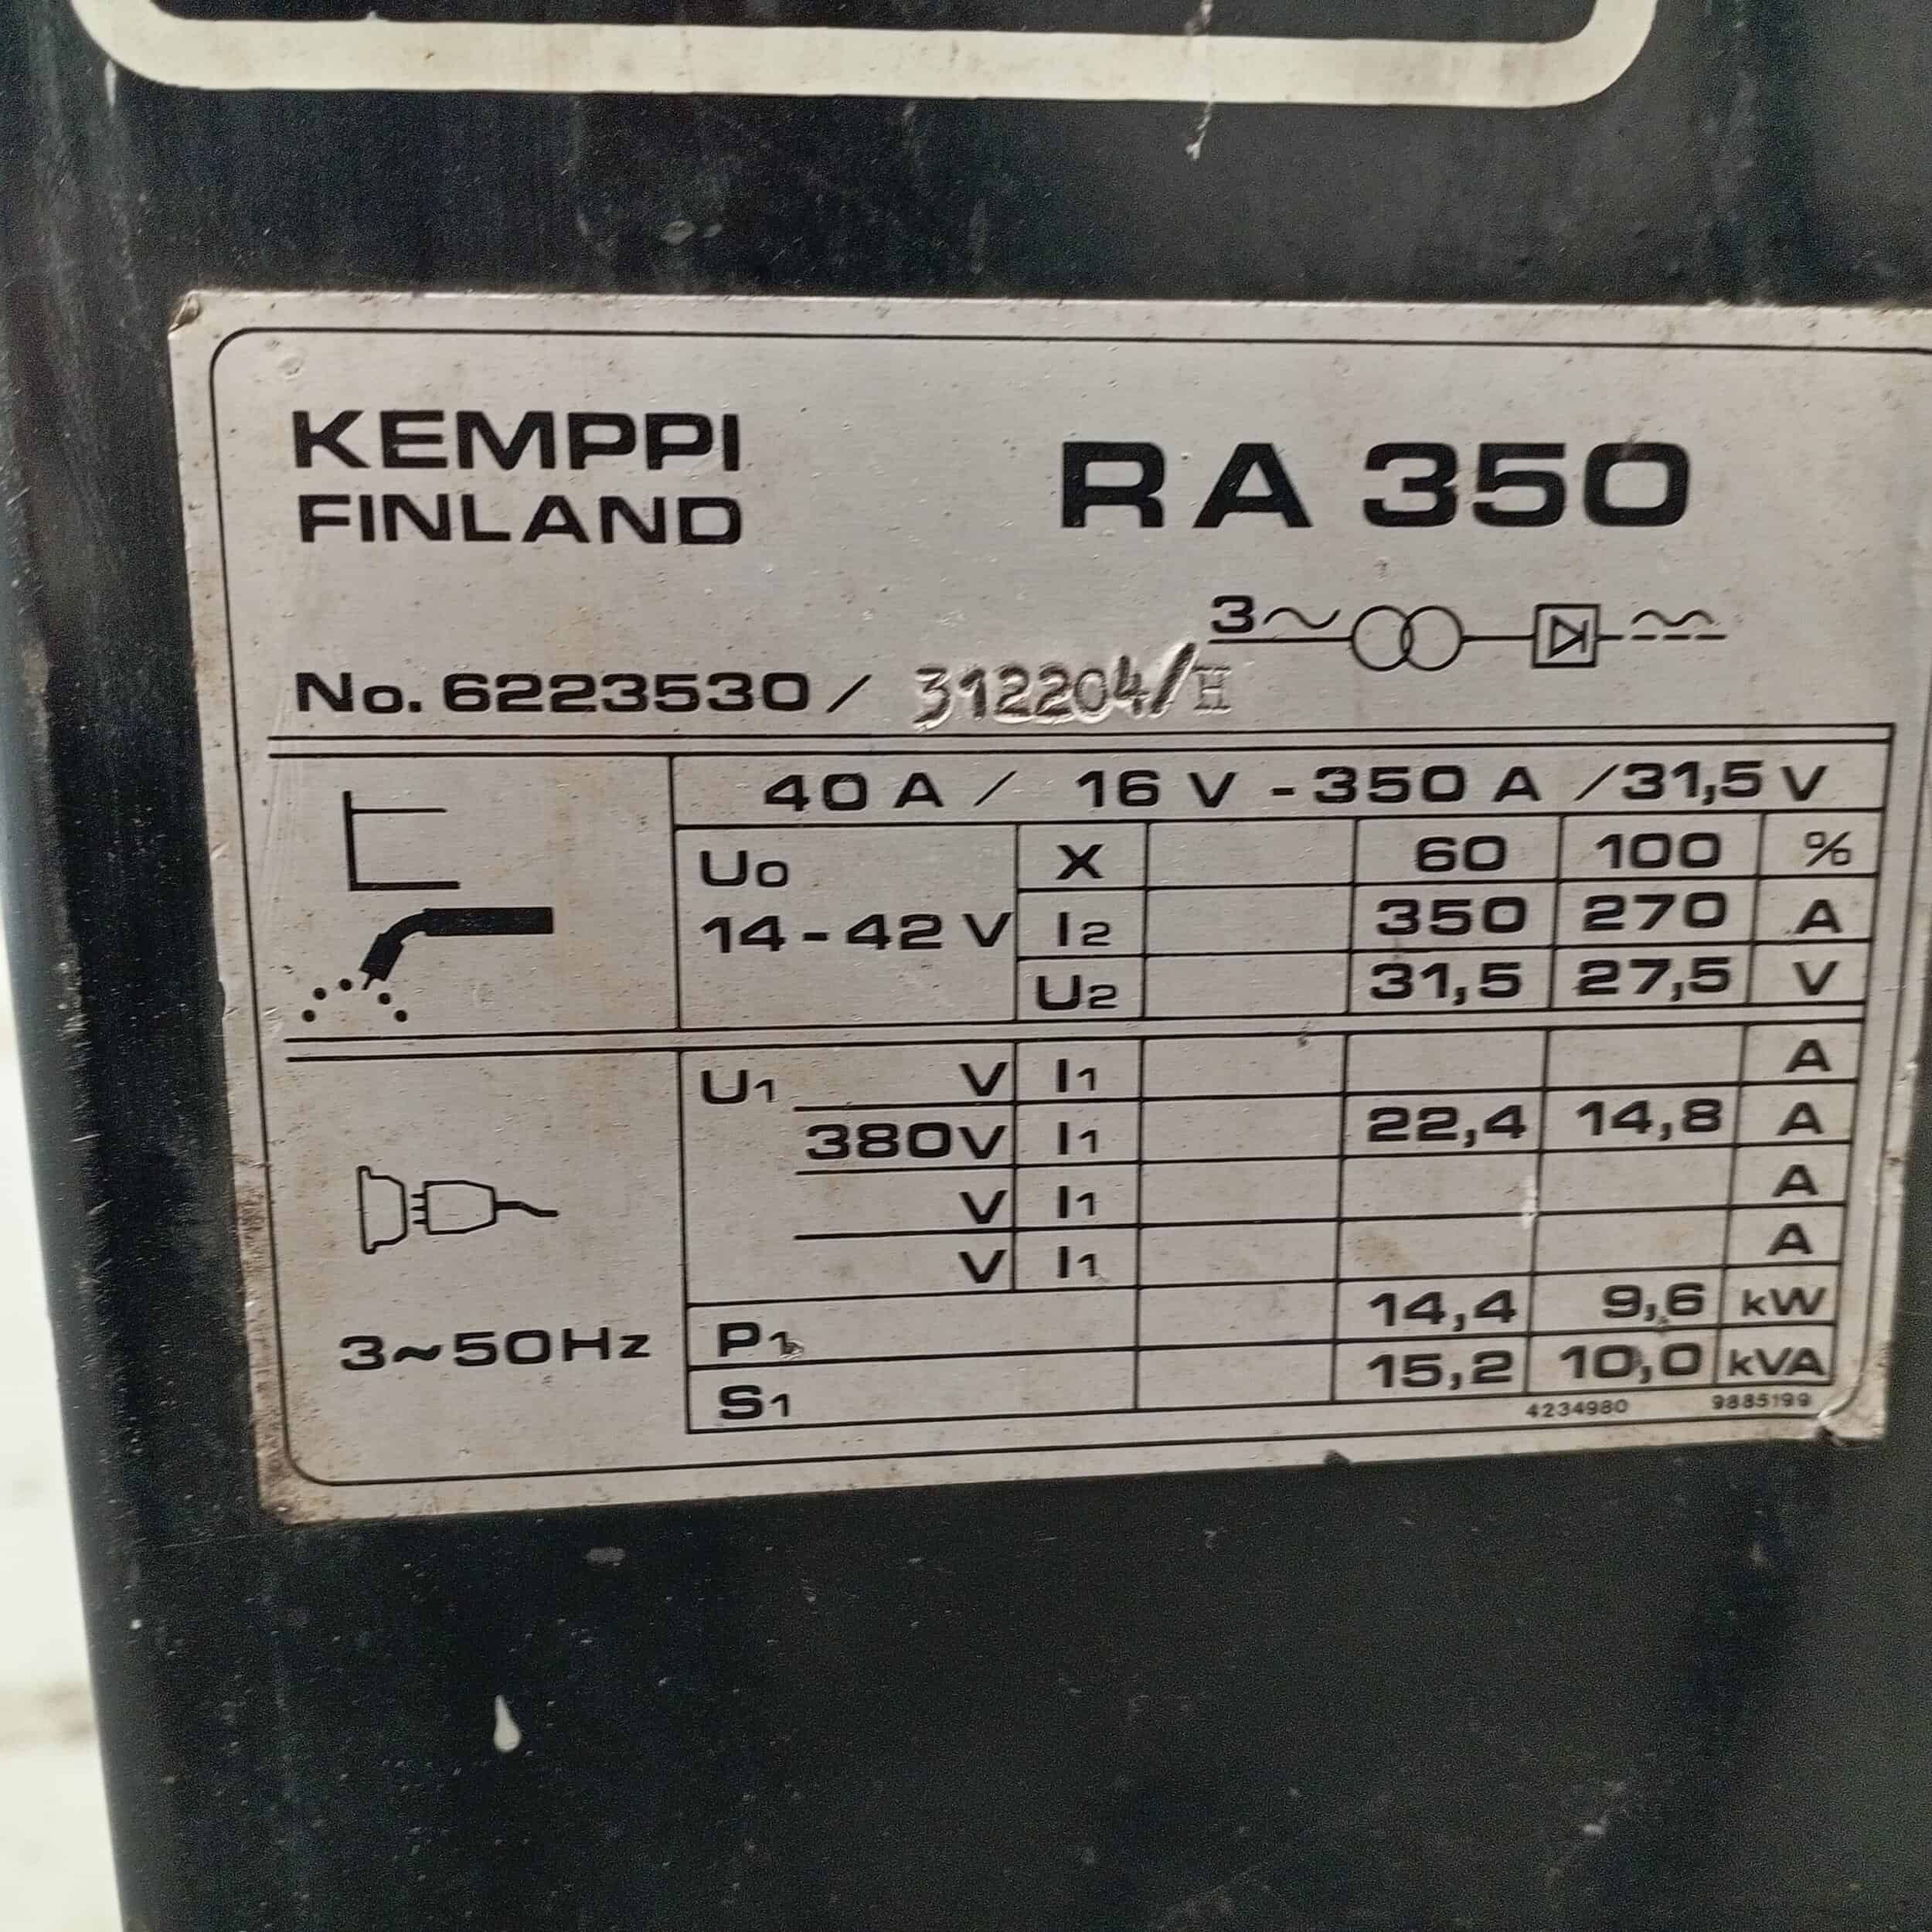 KEMPPI
FINLAND
RA 350
3~
No. 6223530 / 312204/H
40 A / 16 V - 350 A / 31,5 V
U0 X 60 100 %
14 - 42 V I2 350 270 A
U2 31,5 27,5 V
U1 V I1 A
380V I1 22,4 14,8 A
V I1 A
V I1 A
3~50Hz P1 14,4 9,6 kW
S1 15,2 10,0 kVA
4234980 9885199